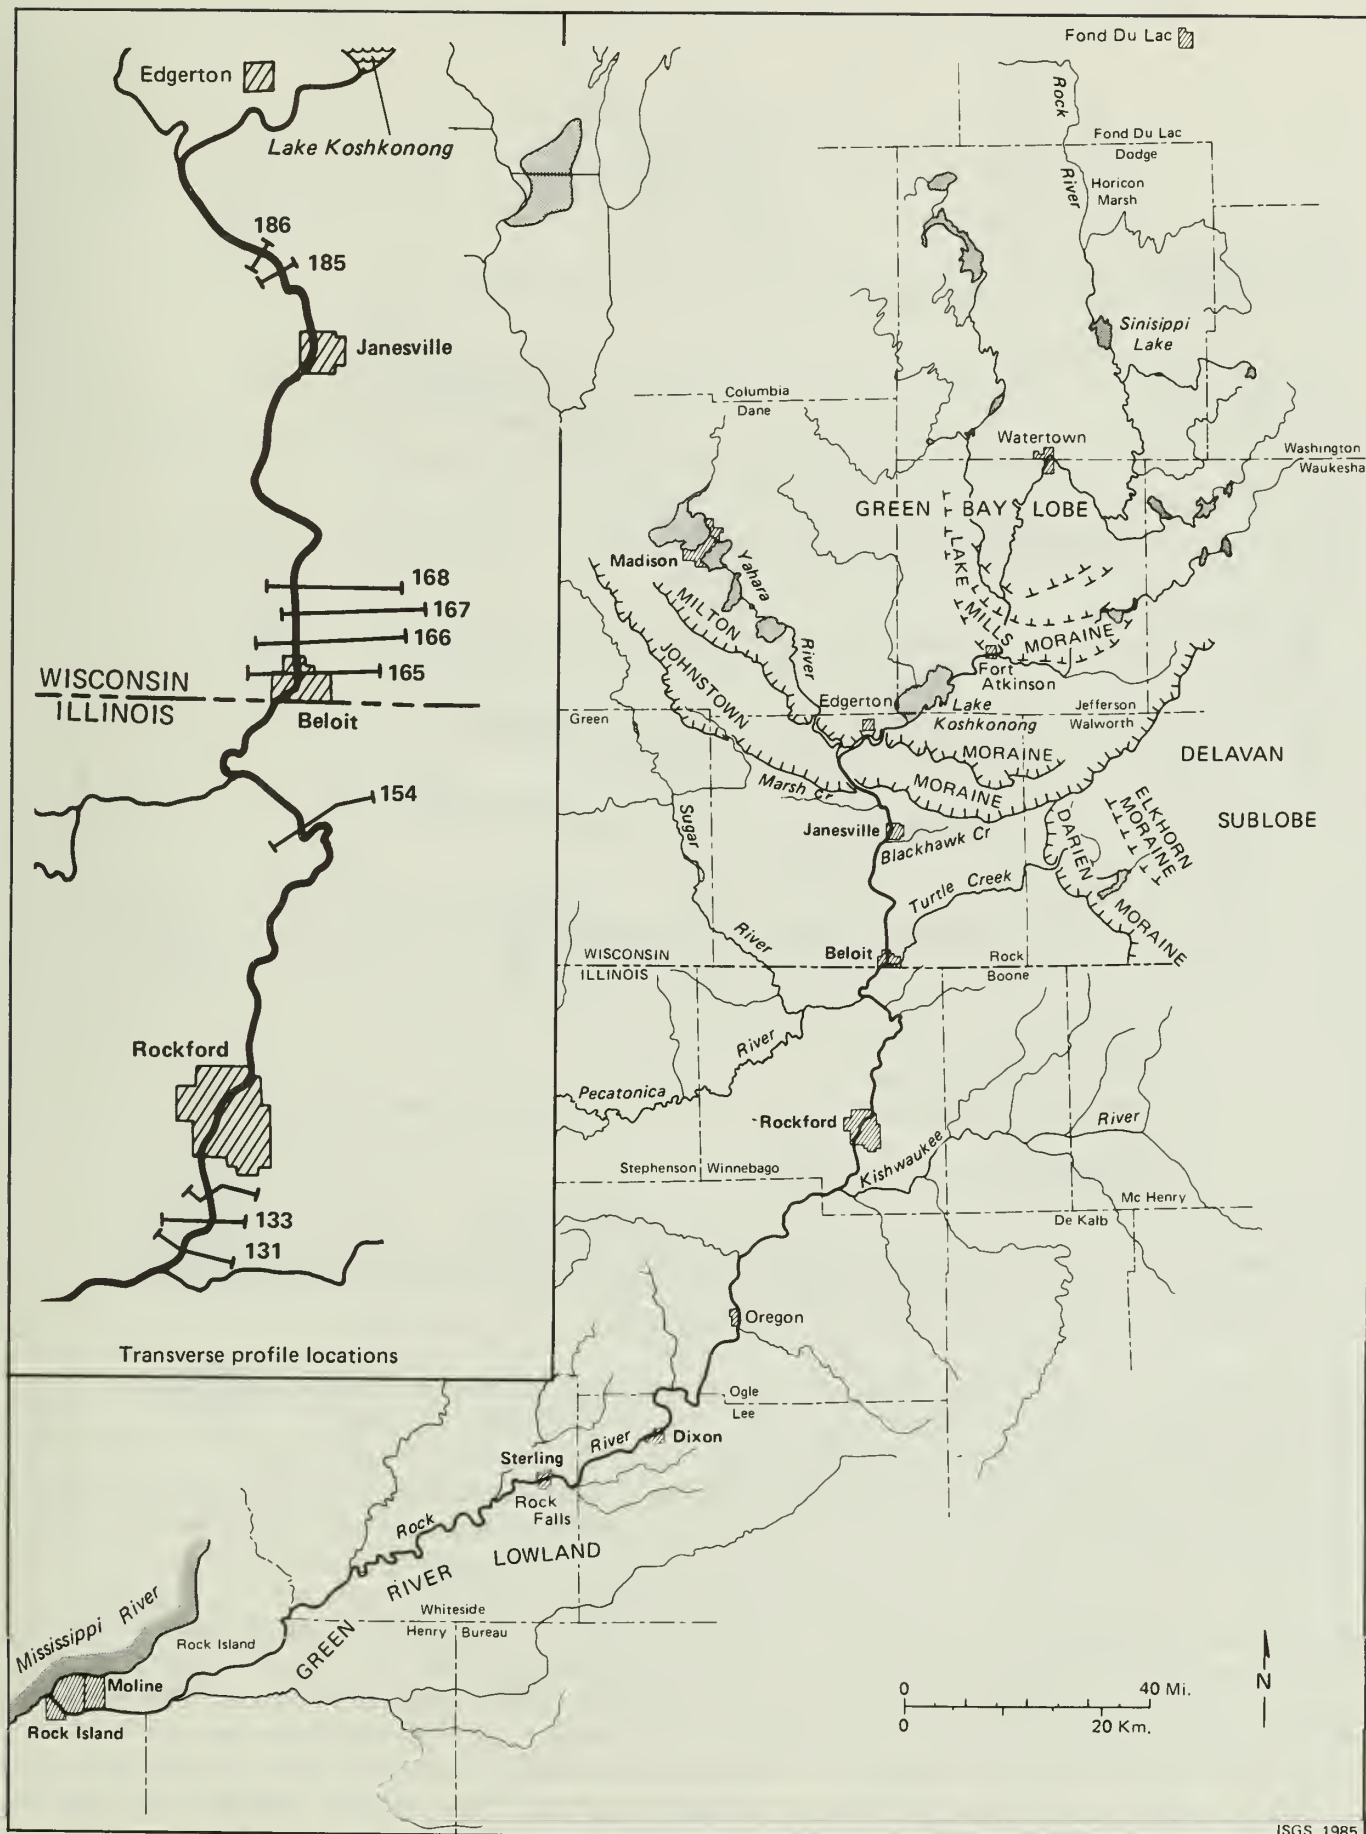 Fond Du Lac
Edgerton
Lake Koshkonong
186
185
Janesville
168
167
166
165
WISCONSIN
ILLINOIS
Beloit
154
Rockford
133
131
Transverse profile locations
Rock
River
Fond Du Lac
Dodge
Horicon
Marsh
Sinisippi
Lake
Columbia
Dane
Watertown
Washington
Waukesha
GREEN BAY LOBE
LAKE
MILLS
MORAINE
Madison
Yahara
River
MILTON
JOHNSTOWN
Fort
Atkinson
Edgerton
Lake
Koshkonong
Jefferson
Walworth
Green
MORAINE
MORAINE
DELAVAN
SUBLOBE
Marsh Cr
ELKHORN
MORAINE
DARIEN
MORAINE
Janesville
Blackhawk Cr
Sugar
River
Turtle Creek
Beloit
WISCONSIN
ILLINOIS
Rock
Boone
River
Pecatonica
Rockford
Kishwaukee
River
Stephenson
Winnebago
Mc Henry
De Kalb
Oregon
Ogle
Lee
Dixon
River
Sterling
Rock
Falls
Rock
GREEN RIVER LOWLAND
Whiteside
Henry
Bureau
Mississippi River
Rock Island
Moline
Rock Island
0 40 Mi.
0 20 Km.
N
ISGS 1985